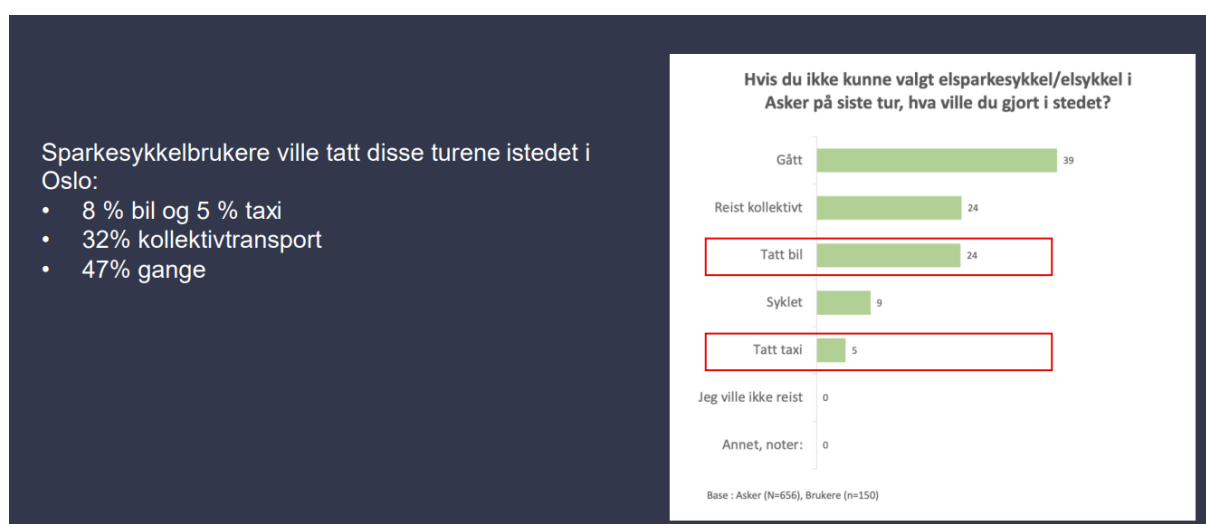 Sparkesykkelbrukere ville tatt disse turene istedet i
Oslo:
• 8 % bil og 5 % taxi
• 32% kollektivtransport
• 47% gange
Hvis du ikke kunne valgt elsparkesykkel/elsykkel i
Asker på siste tur, hva ville du gjort i stedet?
Gått 39
Reist kollektivt 24
Tatt bil 24
Syklet 9
Tatt taxi 5
Jeg ville ikke reist 0
Annet, noter: 0
Base : Asker (N=656), Brukere (n=150)